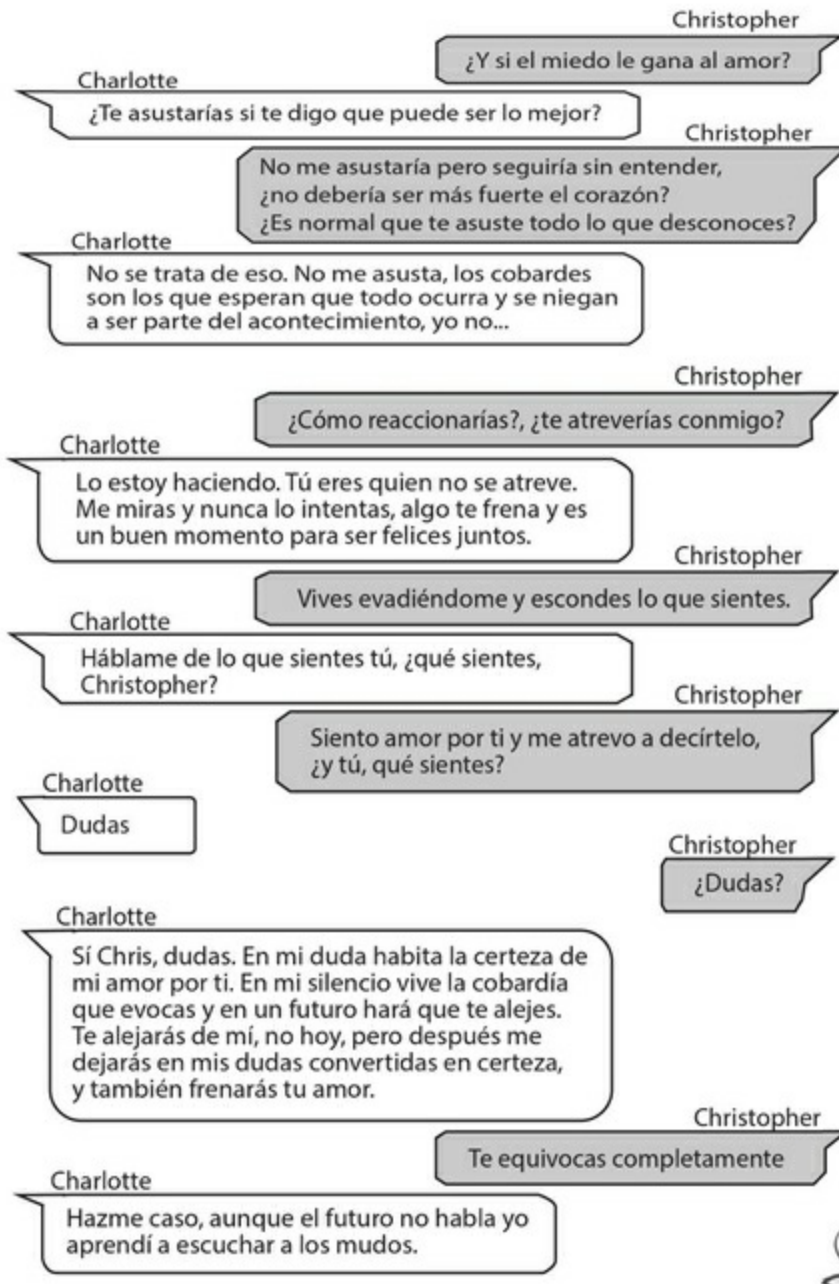 Christopher
¿Y si el miedo le gana al amor?
Charlotte
¿Te asustarías si te digo que puede ser lo mejor?
Christopher
No me asustaría pero seguiría sin entender,
¿no debería ser más fuerte el corazón?
¿Es normal que te asuste todo lo que desconoces?
Charlotte
No se trata de eso. No me asusta, los cobardes
son los que esperan que todo ocurra y se niegan
a ser parte del acontecimiento, yo no...
Christopher
¿Cómo reaccionarías?, ¿te atreverías conmigo?
Charlotte
Lo estoy haciendo. Tú eres quien no se atreve.
Me miras y nunca lo intentas, algo te frena y es
un buen momento para ser felices juntos.
Christopher
Vives evadiéndome y escondes lo que sientes.
Charlotte
Háblame de lo que sientes tú, ¿qué sientes,
Christopher?
Christopher
Siento amor por ti y me atrevo a decírtelo,
¿y tú, qué sientes?
Charlotte
Dudas
Christopher
¿Dudas?
Charlotte
Sí Chris, dudas. En mi duda habita la certeza de
mi amor por ti. En mi silencio vive la cobardía
que evocas y en un futuro hará que te alejes.
Te alejarás de mí, no hoy, pero después me
dejarás en mis dudas convertidas en certeza,
y también frenarás tu amor.
Christopher
Te equivocas completamente
Charlotte
Hazme caso, aunque el futuro no habla yo
aprendí a escuchar a los mudos.